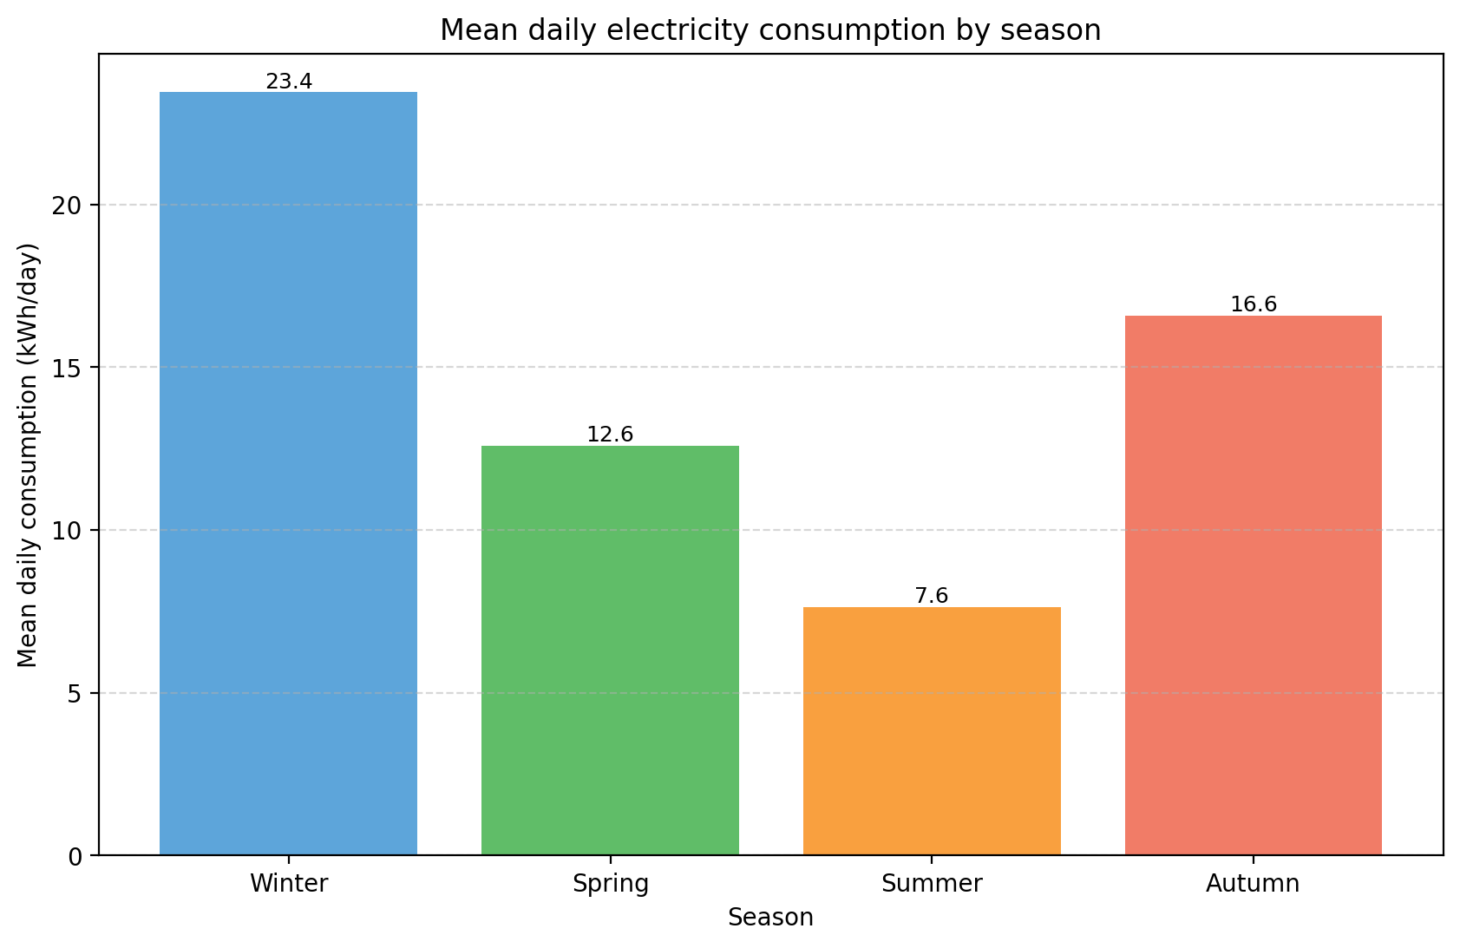 Mean daily electricity consumption by season
Mean daily consumption (kWh/day)
20
15
10
5
0
23.4
12.6
7.6
16.6
Winter
Spring
Summer
Autumn
Season